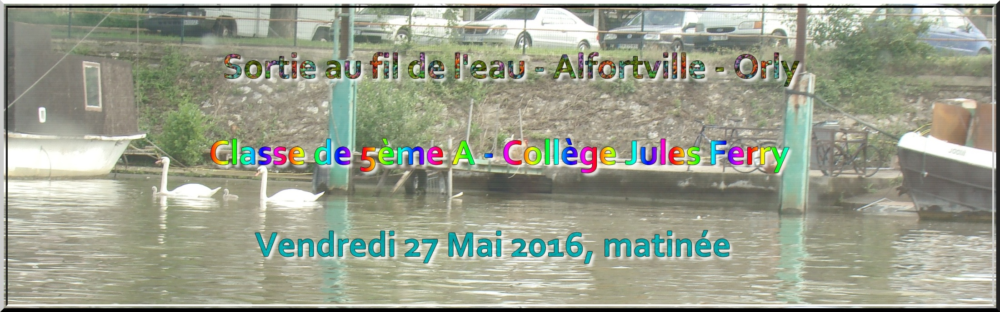 Sortie au fil de l'eau - Alfortville - Orly
Classe de 5ème A - Collège Jules Ferry
Vendredi 27 Mai 2016, matinée